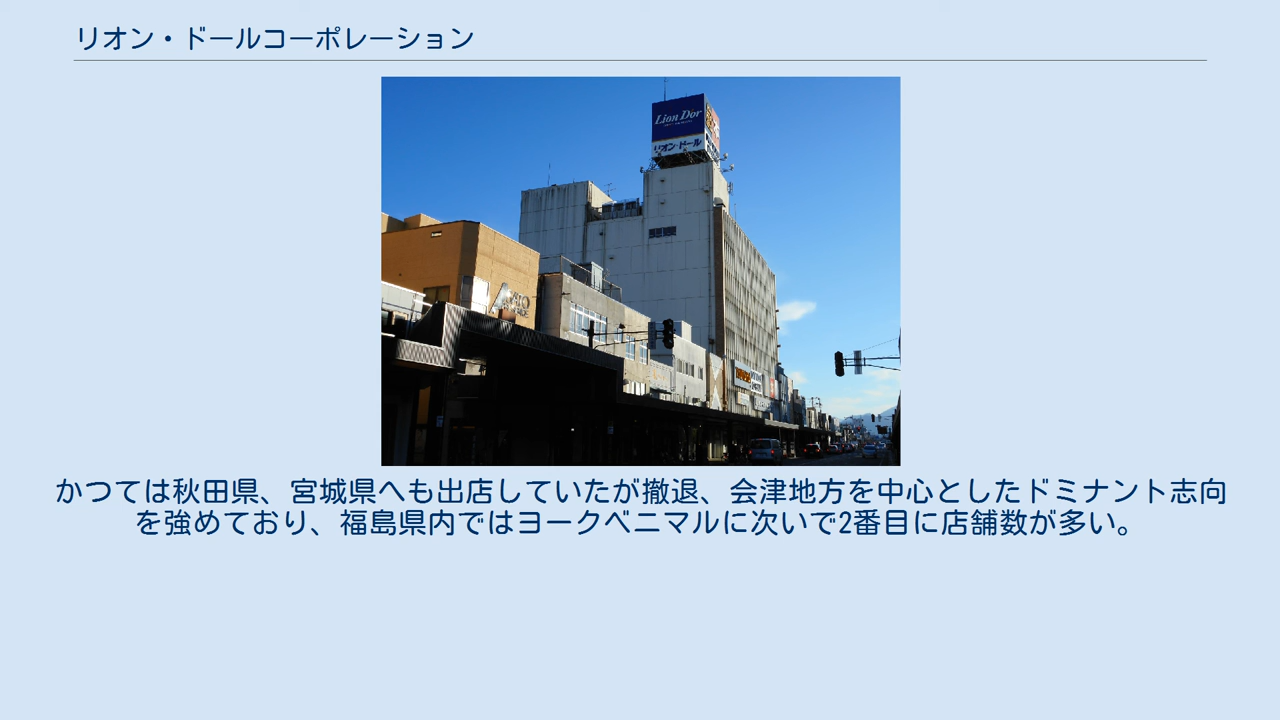 リオン・ドールコーポレーション
Lion Dor
リオン・ドール
かつては秋田県、宮城県へも出店していたが撤退、会津地方を中心としたドミナント志向
を強めており、福島県内ではヨークベニマルに次いで2番目に店舗数が多い。